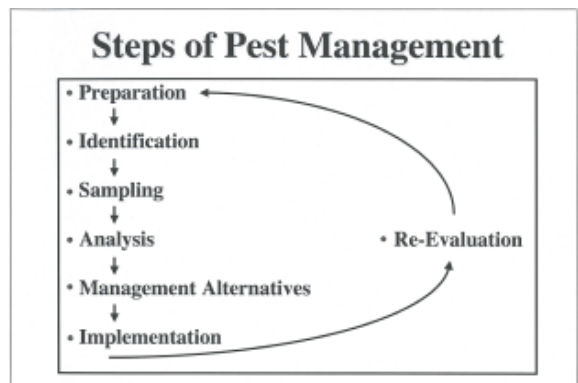 Steps of Pest Management
• Preparation
• Identification
• Sampling
• Analysis
• Re-Evaluation
• Management Alternatives
• Implementation